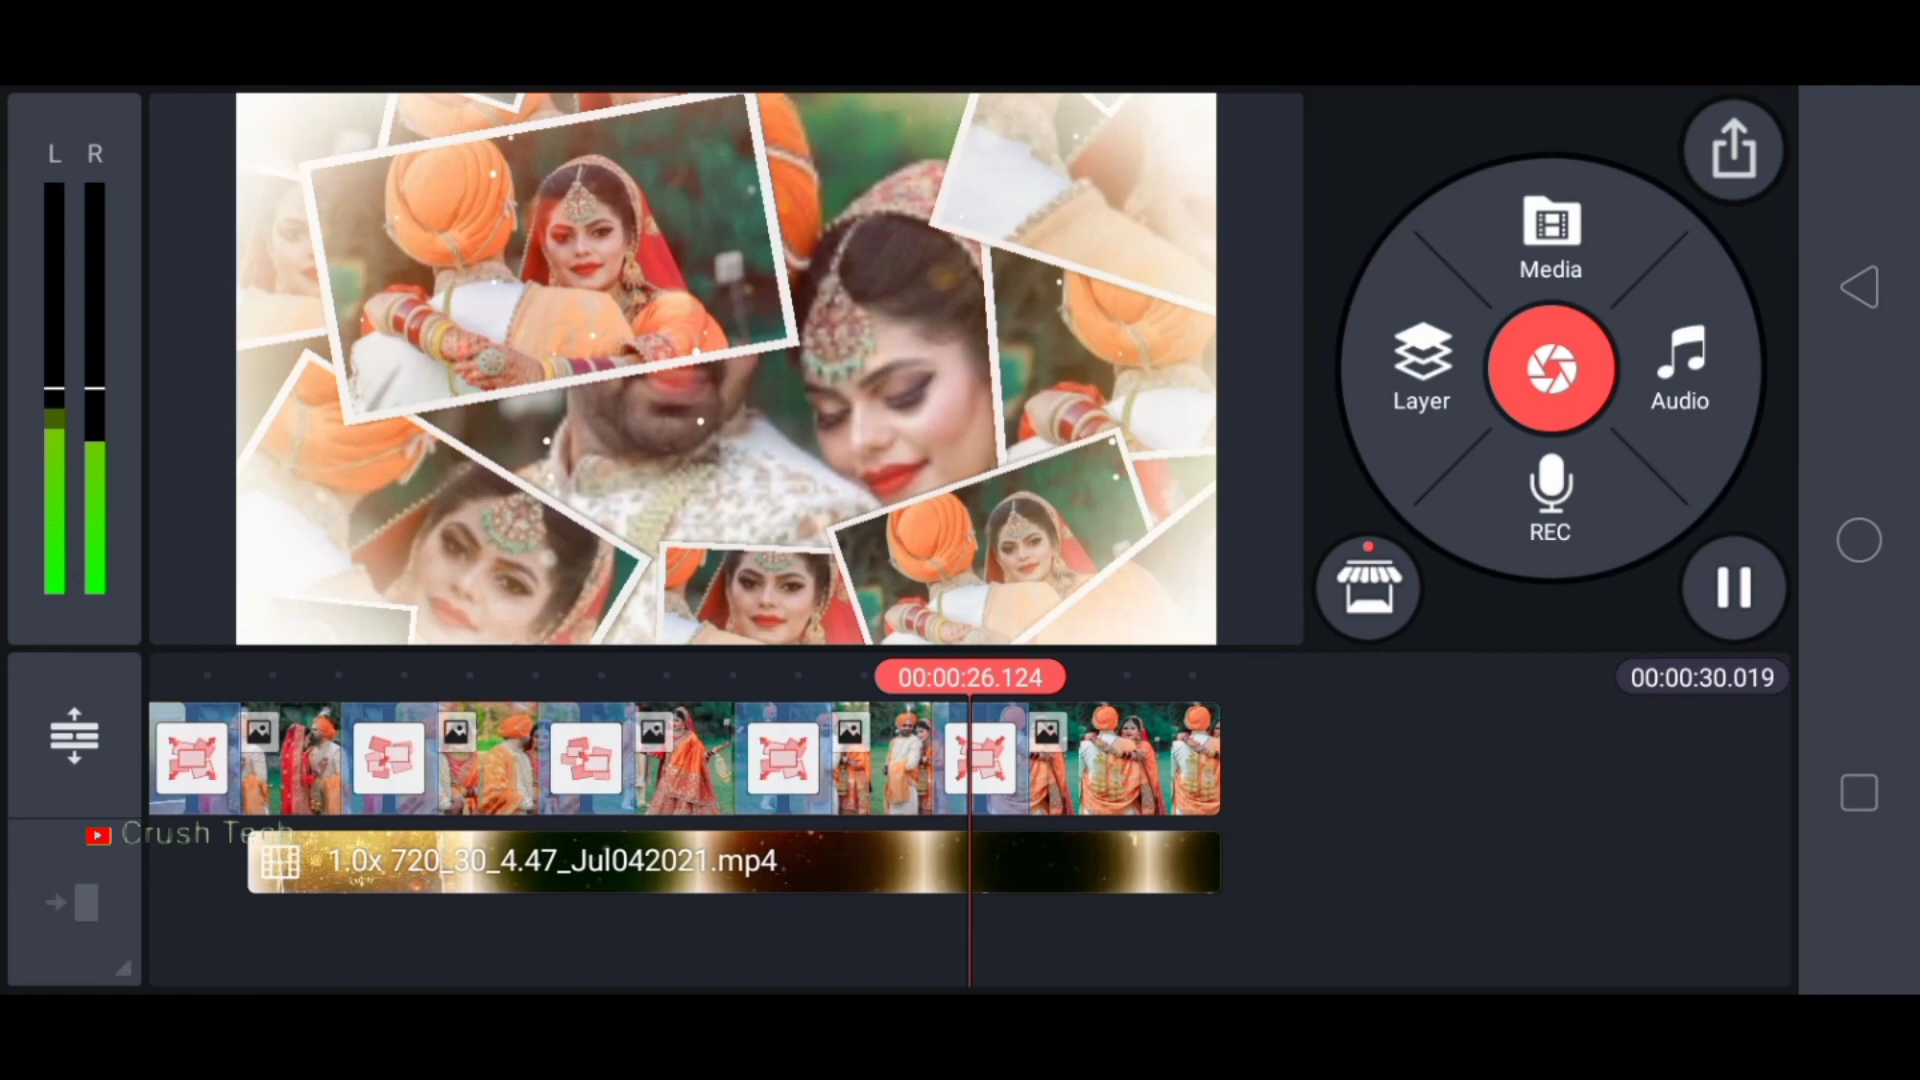 L R
Media
Layer
Audio
REC
00:00:26.124
00:00:30.019
Crush Tech
1.0x 720_30_4.47_Jul042021.mp4